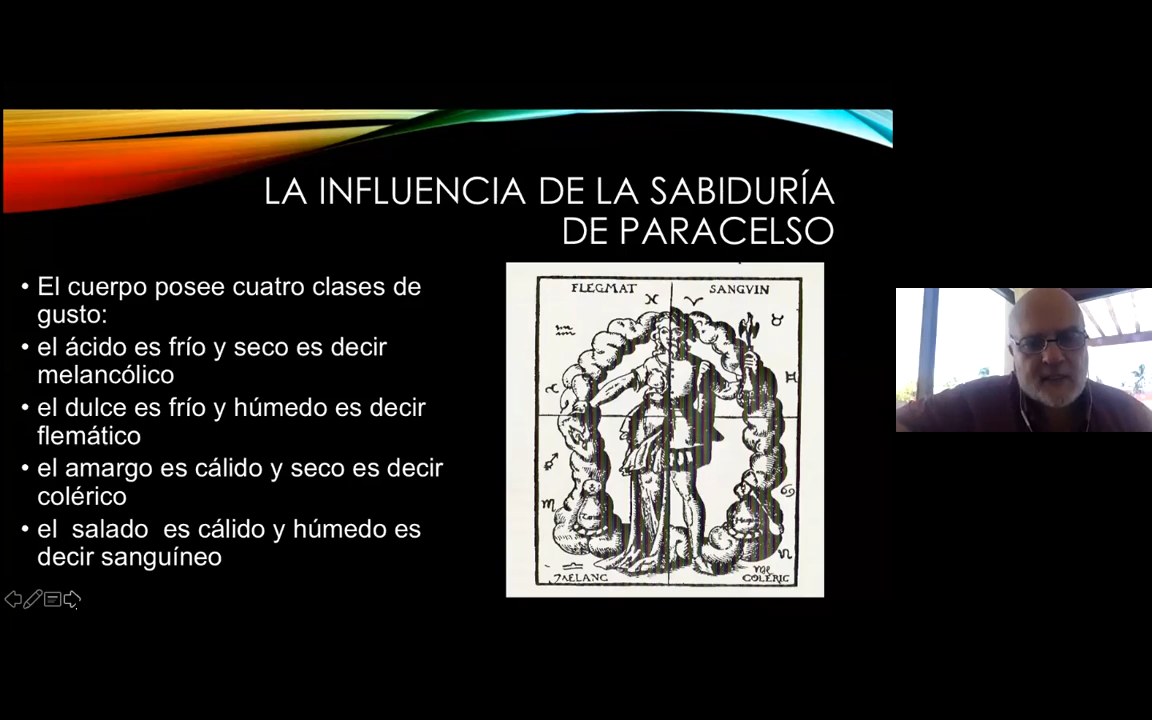 LA INFLUENCIA DE LA SABIDURÍA
DE PARACELSO
• El cuerpo posee cuatro clases de
gusto:
• el ácido es frío y seco es decir
melancólico
• el dulce es frío y húmedo es decir
flemático
• el amargo es cálido y seco es decir
colérico
• el salado es cálido y húmedo es
decir sanguíneo
FLEGMAT
SANGVIN
COLERIC